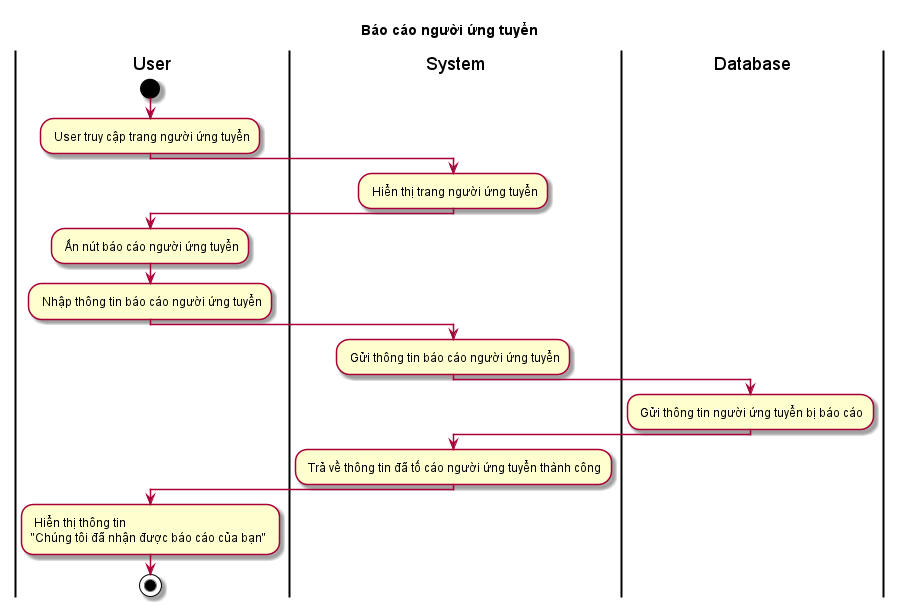 Báo cáo người ứng tuyển
User
System
Database
User truy cập trang người ứng tuyển
Hiển thị trang người ứng tuyển
Ấn nút báo cáo người ứng tuyển
Nhập thông tin báo cáo người ứng tuyển
Gửi thông tin báo cáo người ứng tuyển
Gửi thông tin người ứng tuyển bị báo cáo
Trả về thông tin đã tố cáo người ứng tuyển thành công
Hiển thị thông tin
"Chúng tôi đã nhận được báo cáo của bạn"